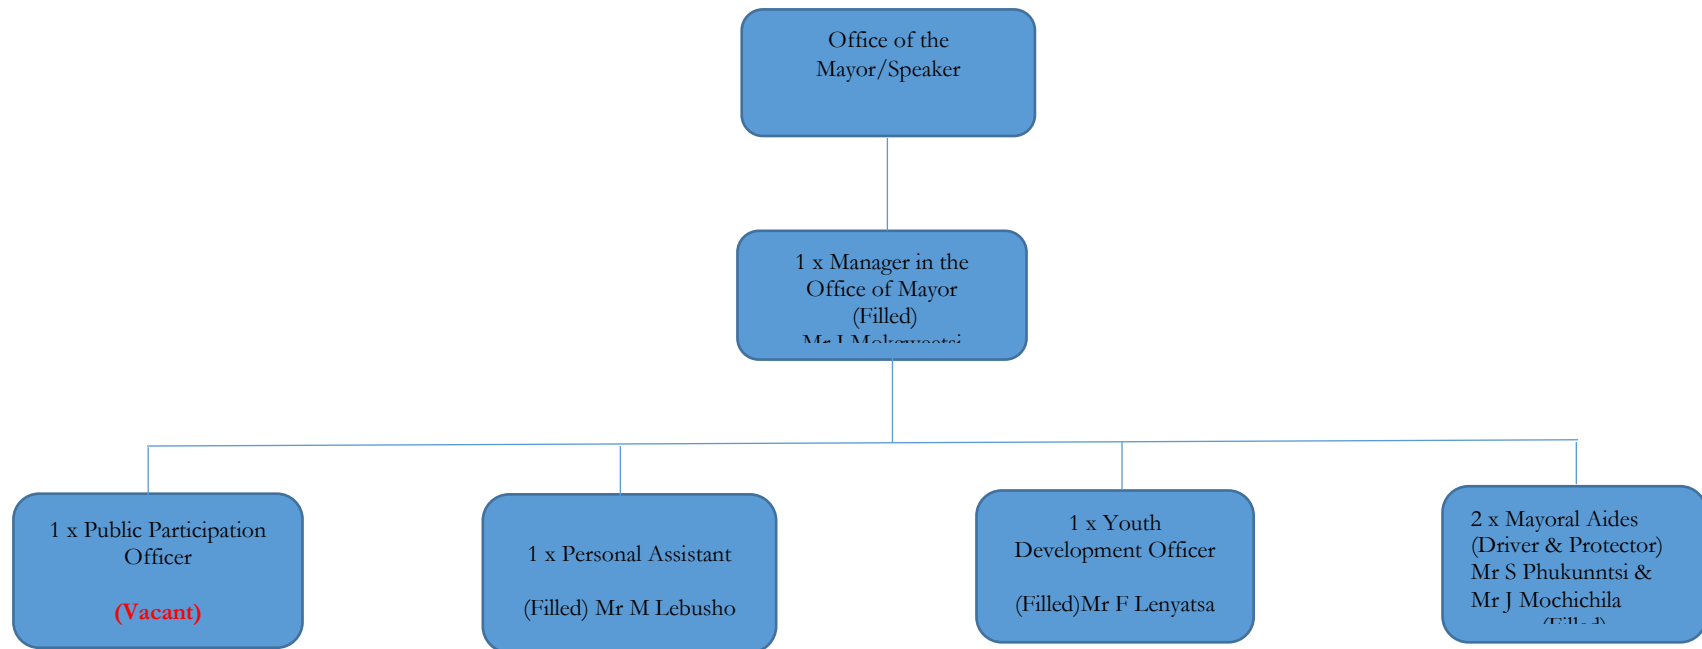 Office of the
Mayor/Speaker
1 x Manager in the
Office of Mayor
(Filled)
Mr
1 x Public Participation
Officer
(Vacant)
1 x Personal Assistant
(Filled) Mr M Lebusho
1 x Youth
Development Officer
(Filled)Mr F Lenyatsa
2 x Mayoral Aides
(Driver & Protector)
Mr S Phukunntsi &
Mr J Mochichila
(Filled)